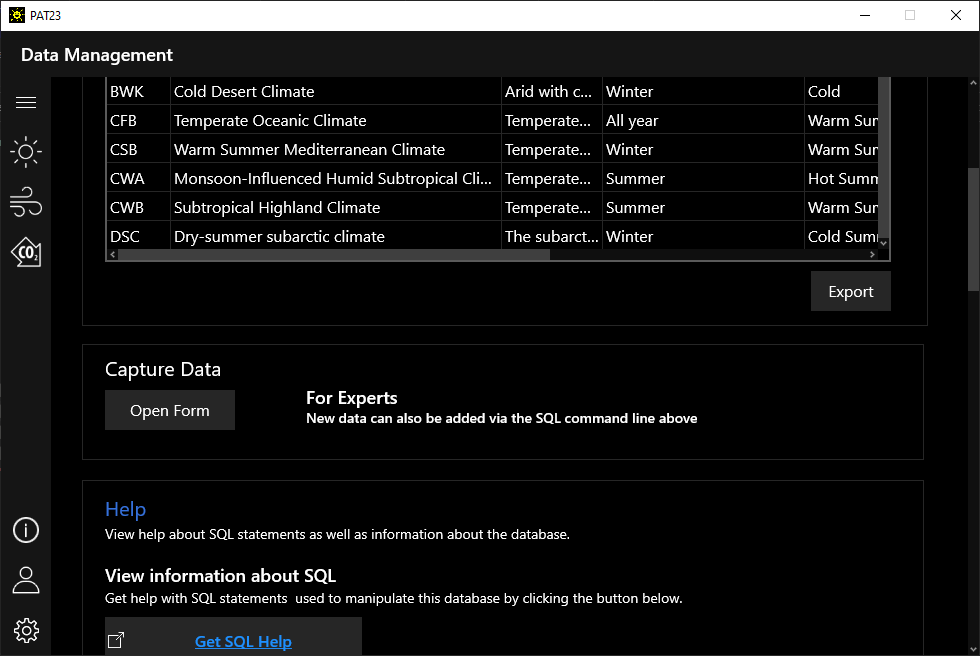 PAT23
Data Management
BWK Cold Desert Climate Arid with c... Winter Cold
CFB Temperate Oceanic Climate Temperate... All year Warm Sur
CSB Warm Summer Mediterranean Climate Temperate... Winter Warm Sur
CWA Monsoon-Influenced Humid Subtropical Cli... Temperate... Summer Hot Summ
CWB Subtropical Highland Climate Temperate... Summer Warm Sur
DSC Dry-summer subarctic climate The subarct... Winter Cold Sumr
CO₂
Export
Capture Data
Open Form
For Experts
New data can also be added via the SQL command line above
Help
View help about SQL statements as well as information about the database.
View information about SQL
Get help with SQL statements used to manipulate this database by clicking the button below.
Get SQL Help